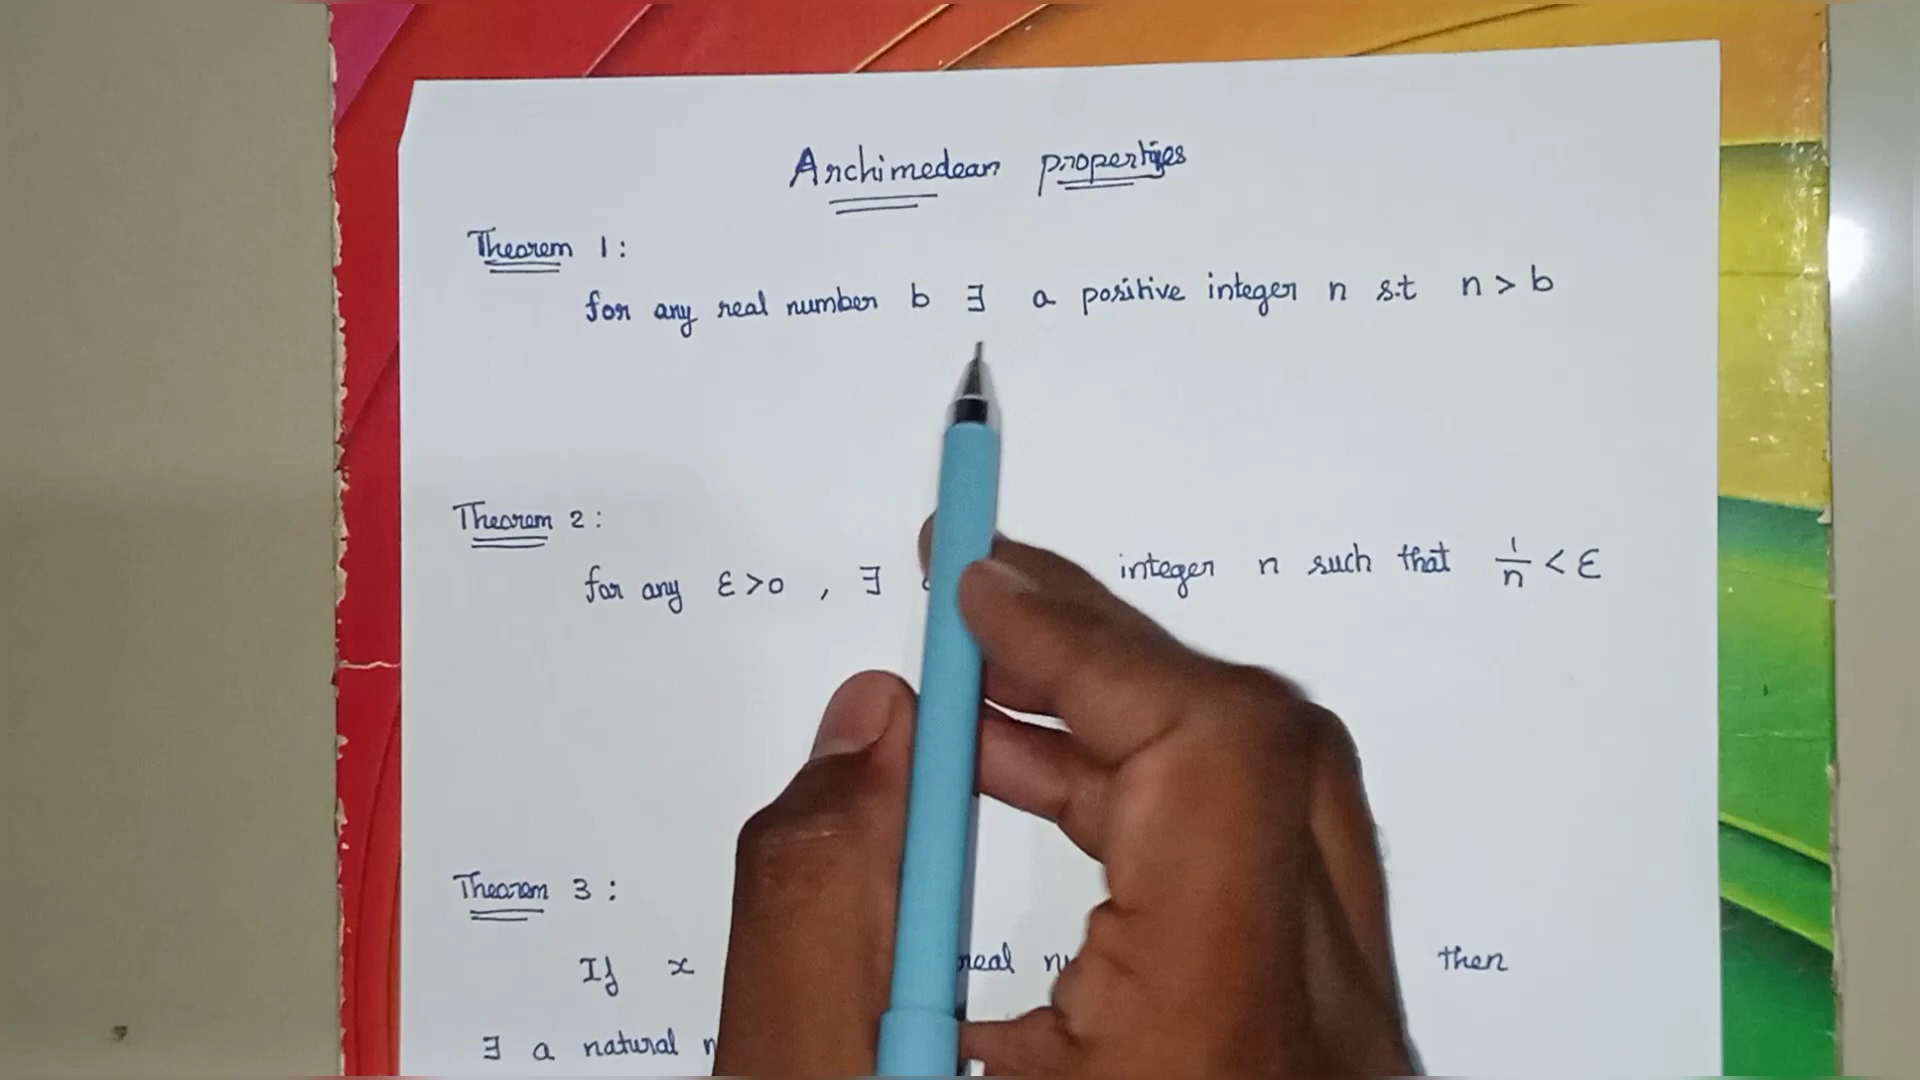 Archimedean properties
Theorem 1:
for any real number b ∃ a positive integer n s.t n > b
Theorem 2:
for any ε>0 , ∃ integer n such that 1/n < ε
Theorem 3:
If x real then
∃ a natural